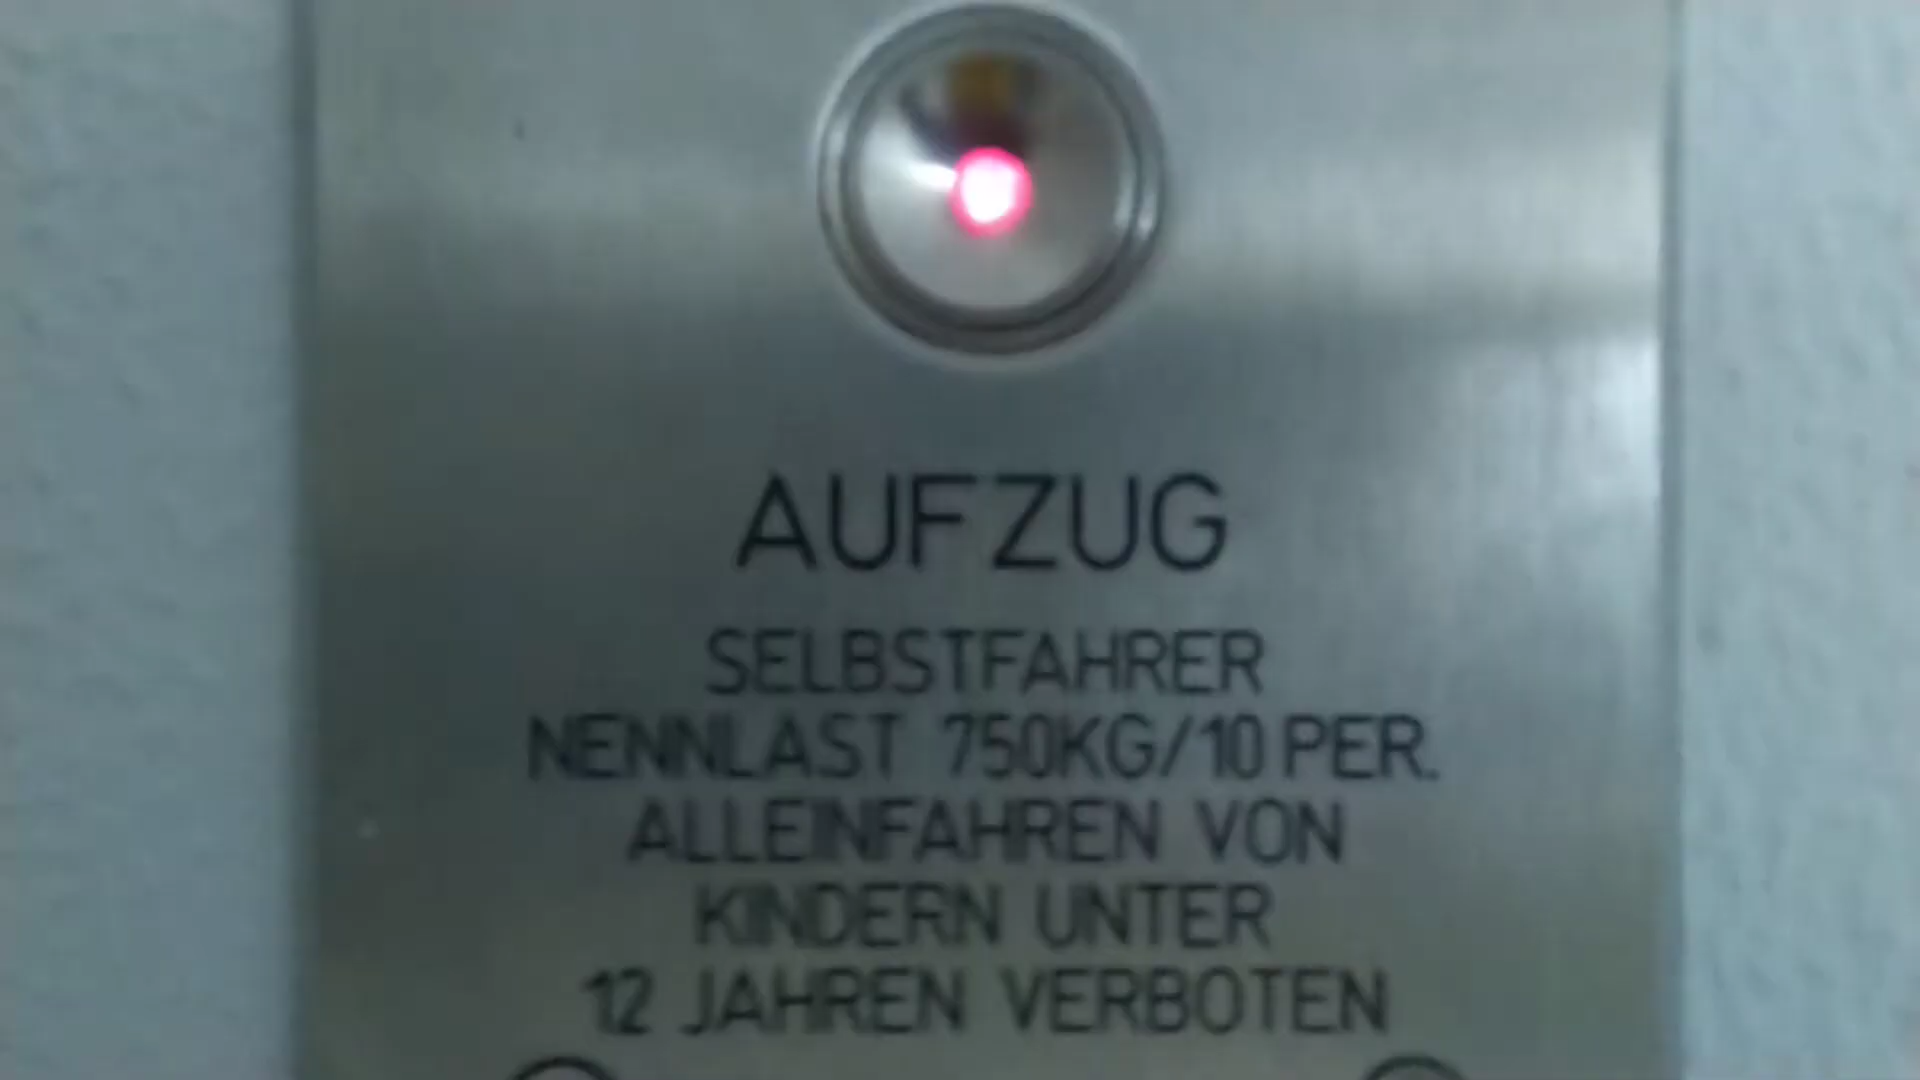 AUFZUG
SELBSTFAHRER
NENNLAST 750KG/10 PER.
ALLEINFAHREN VON
KINDERN UNTER
12 JAHREN VERBOTEN